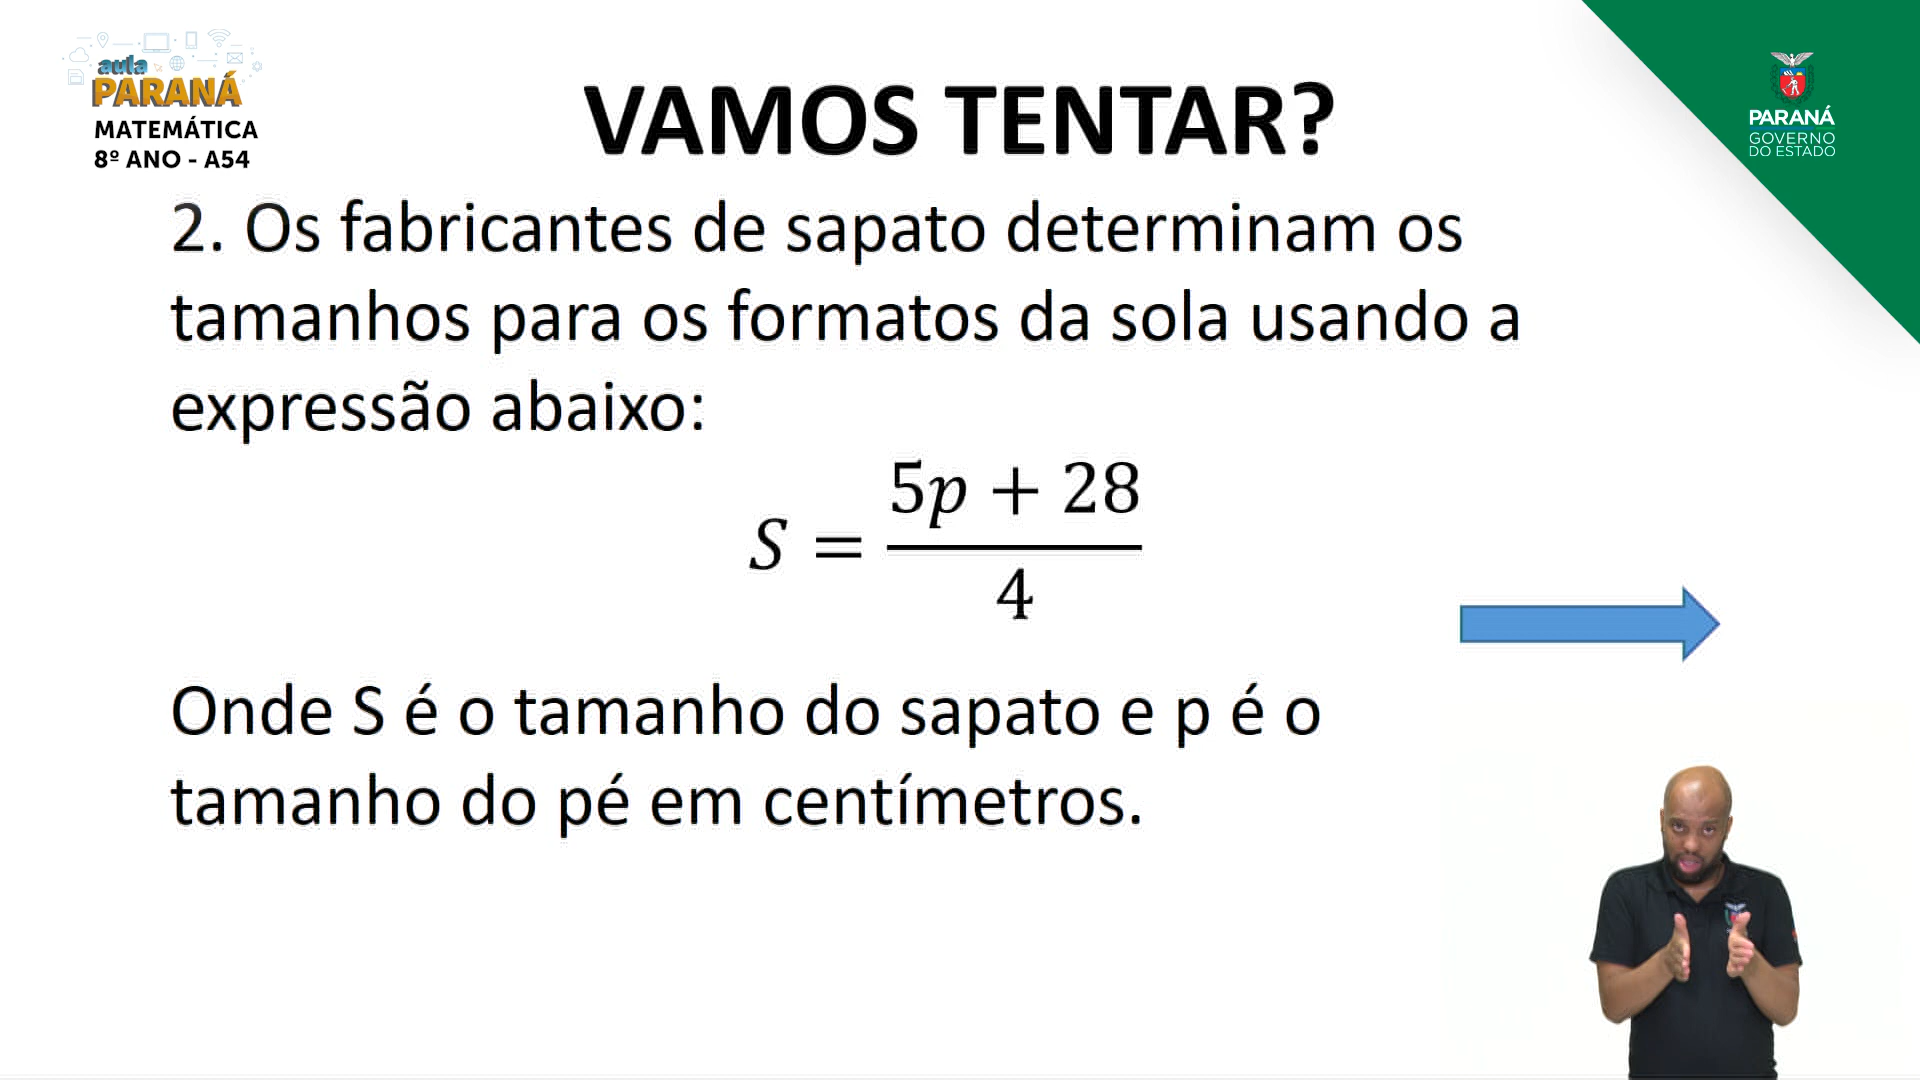 aula
PARANÁ
MATEMÁTICA
8º ANO - A54
VAMOS TENTAR?
PARANÁ
GOVERNO
DO ESTADO
2. Os fabricantes de sapato determinam os
tamanhos para os formatos da sola usando a
expressão abaixo:
S = (5p + 28)/4
Onde S é o tamanho do sapato e p é o
tamanho do pé em centímetros.